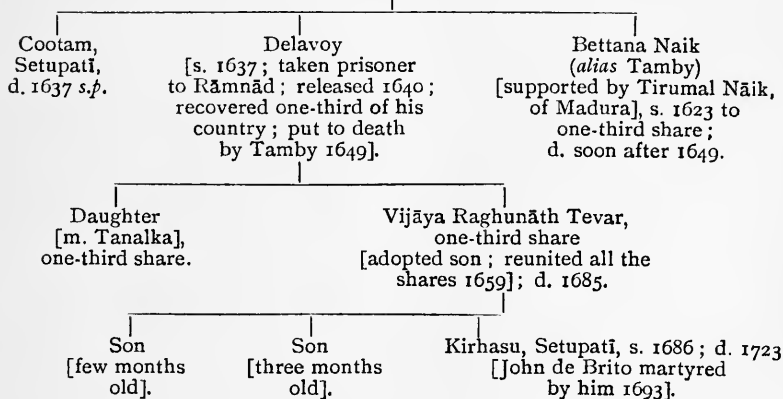 Cootam,
Setupatī,
d. 1637 s.p.
Delavoy
[s. 1637 ; taken prisoner
to Rāmnād ; released 1640 ;
recovered one-third of his
country ; put to death
by Tamby 1649].
Bettana Naik
(alias Tamby)
[supported by Tirumal Nāik,
of Madura], s. 1623 to
one-third share ;
d. soon after 1649.
Daughter
[m. Tanalka],
one-third share.
Vijāya Raghunāth Tevar,
one-third share
[adopted son ; reunited all the
shares 1659] ; d. 1685.
Son
[few months
old].
Son
[three months
old].
Kirhasu, Setupatī, s. 1686 ; d. 1723
[John de Brito martyred
by him 1693].